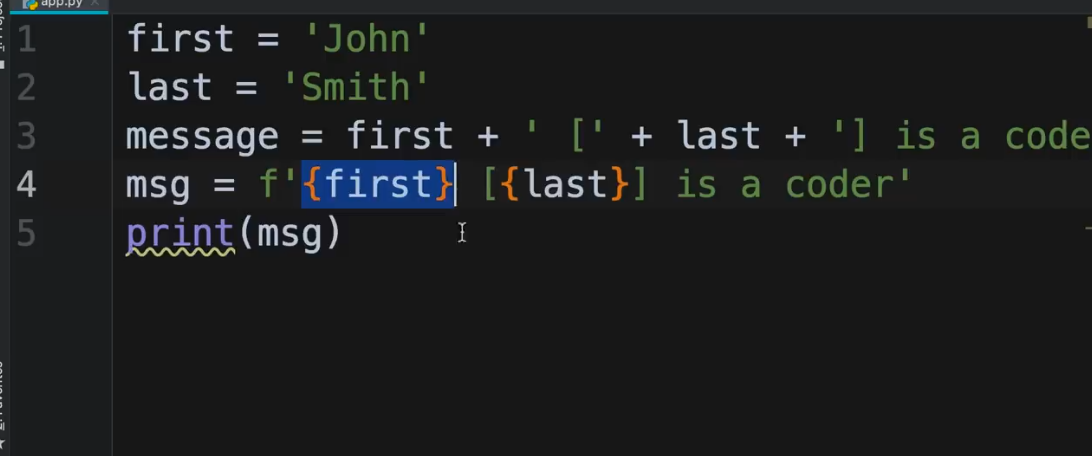 app.py
1 first = 'John'
2 last = 'Smith'
3 message = first + ' [' + last + '] is a code
4 msg = f'{first} [{last}] is a coder'
5 print(msg)